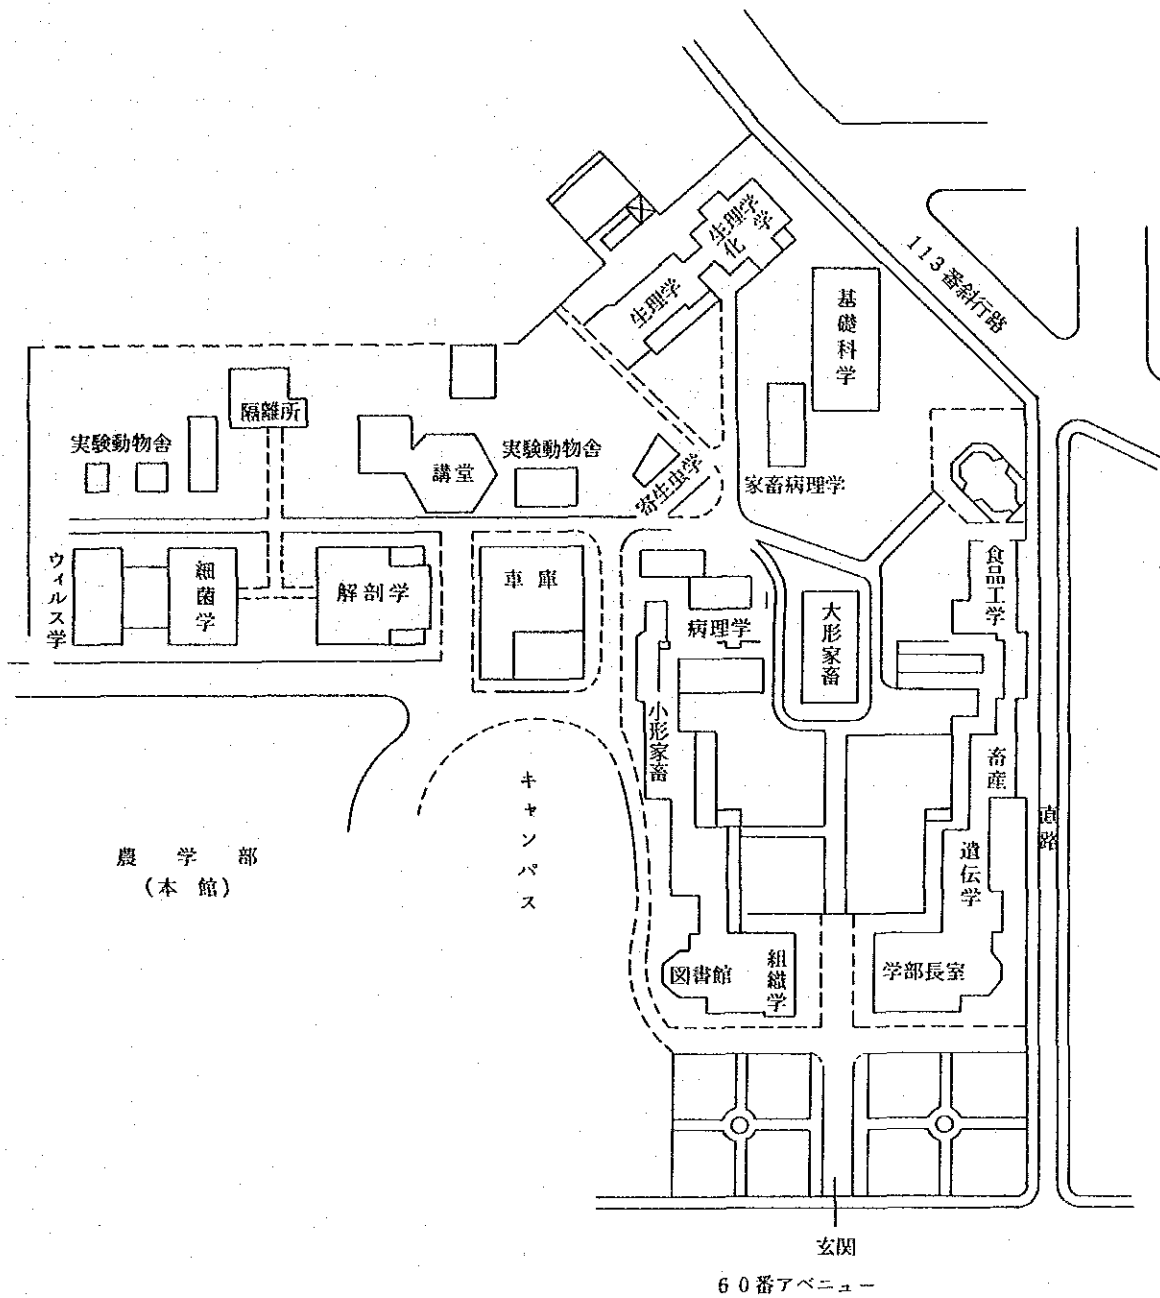 113番斜行路
生理学
化学
生理学
基礎科学
隔離所
実験動物舎
講堂
実験動物舎
寄生虫学
家畜病理学
ウィルス学
細菌学
解剖学
車庫
食品工学
大形家畜
病理学
小形家畜
畜産
キャンパス
直路
農学部
(本館)
遺伝学
図書館
組織学
学部長室
玄関
60番アベニュー